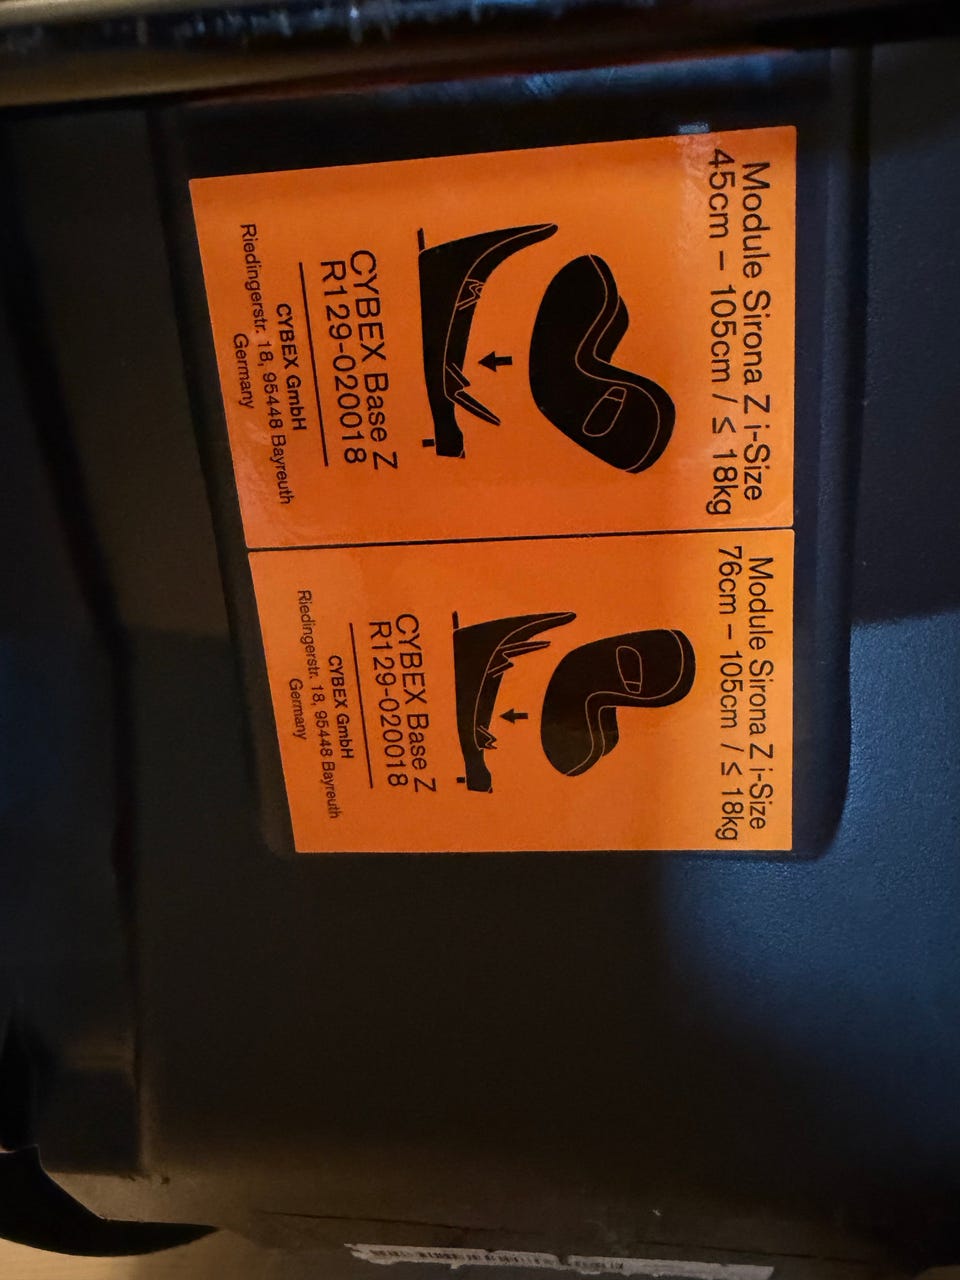 Module Sirona Z i-Size
45cm – 105cm / ≤ 18kg
CYBEX Base Z
R129-020018
CYBEX GmbH
Riedingerstr. 18, 95448 Bayreuth
Germany
Module Sirona Z i-Size
76cm – 105cm / ≤ 18kg
CYBEX Base Z
R129-020018
CYBEX GmbH
Riedingerstr. 18, 95448 Bayreuth
Germany